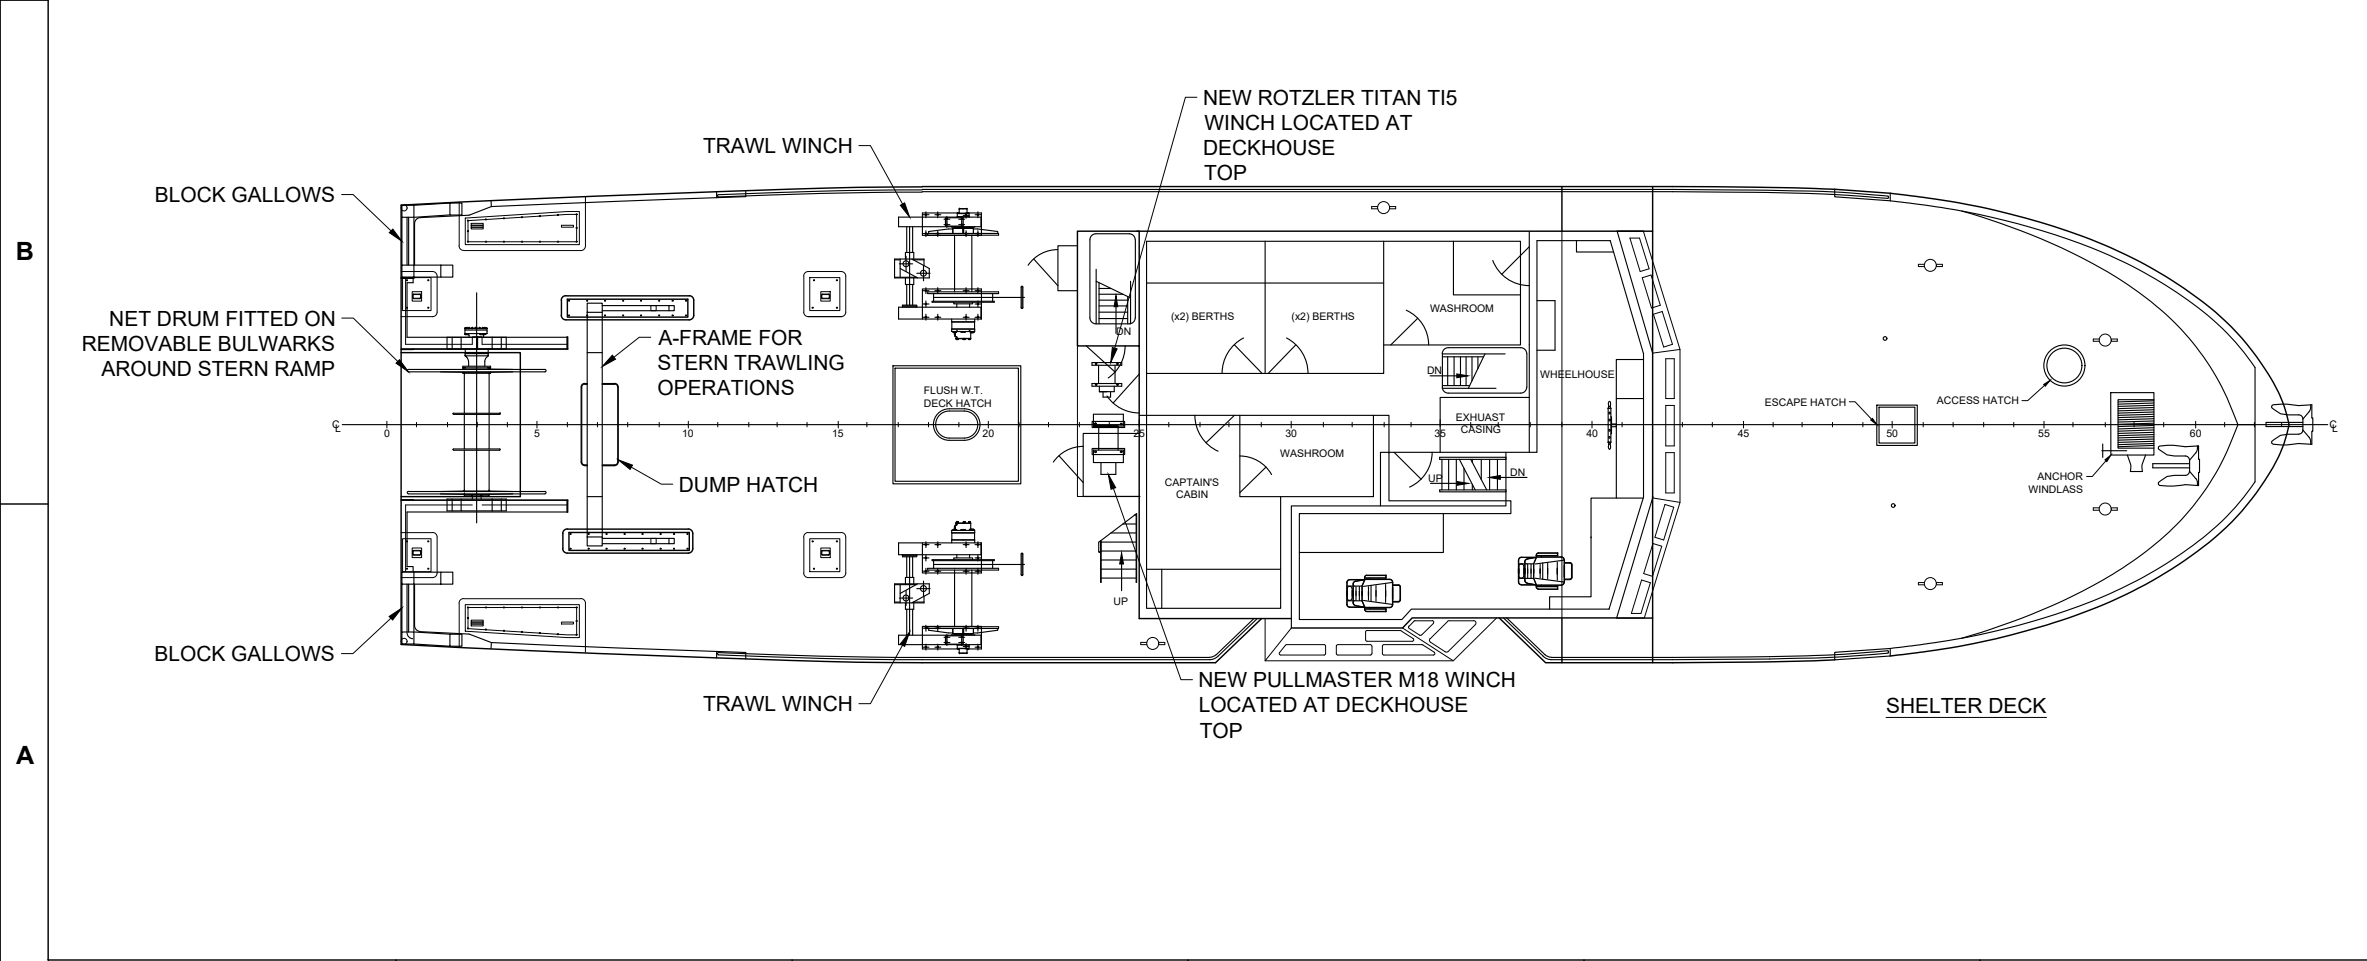 NEW ROTZLER TITAN TI5
WINCH LOCATED AT
DECKHOUSE
TOP
TRAWL WINCH
BLOCK GALLOWS
B
NET DRUM FITTED ON
REMOVABLE BULWARKS
AROUND STERN RAMP
A-FRAME FOR
STERN TRAWLING
OPERATIONS
DUMP HATCH
FLUSH W.T.
DECK HATCH
DN
(x2) BERTHS
(x2) BERTHS
WASHROOM
DN
WHEELHOUSE
EXHUAST
CASING
WASHROOM
CAPTAIN'S
CABIN
UP
DN
UP
ESCAPE HATCH
ACCESS HATCH
ANCHOR
WINDLASS
℄
0
5
10
15
20
25
30
35
40
45
50
55
60
℄
BLOCK GALLOWS
TRAWL WINCH
NEW PULLMASTER M18 WINCH
LOCATED AT DECKHOUSE
TOP
SHELTER DECK
A